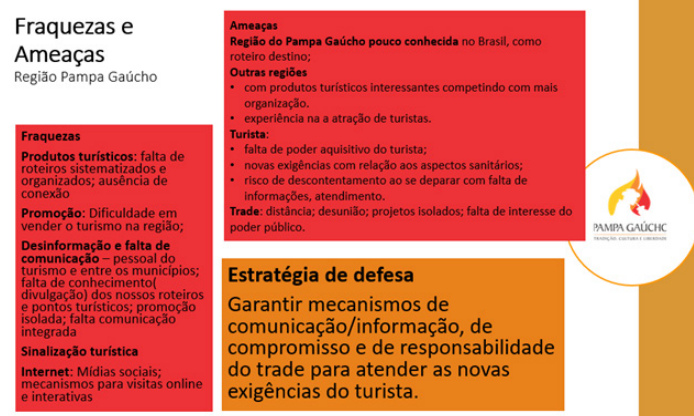 Fraquezas e
Ameaças
Região Pampa Gaúcho
Fraquezas
Produtos turísticos: falta de
roteiros sistematizados e
organizados; ausência de
conexão
Promoção: Dificuldade em
vender o turismo na região;
Desinformação e falta de
comunicação – pessoal do
turismo e entre os municípios;
falta de conhecimento(
divulgação) dos nossos roteiros
e pontos turísticos; promoção
isolada; falta comunicação
integrada
Sinalização turística
Internet: Mídias sociais;
mecanismos para visitas online
e interativas
Ameaças
Região do Pampa Gaúcho pouco conhecida no Brasil, como
roteiro destino;
Outras regiões
• com produtos turísticos interessantes competindo com mais
organização.
• experiência na a atração de turistas.
Turista:
• falta de poder aquisitivo do turista;
• novas exigências com relação aos aspectos sanitários;
• risco de descontentamento ao se deparar com falta de
informações, atendimento.
Trade: distância; desunião; projetos isolados; falta de interesse do
poder público.
Estratégia de defesa
Garantir mecanismos de
comunicação/informação, de
compromisso e de responsabilidade
do trade para atender as novas
exigências do turista.
PAMPA GAÚCHO
TRADIÇÃO, CULTURA E LIBERDADE